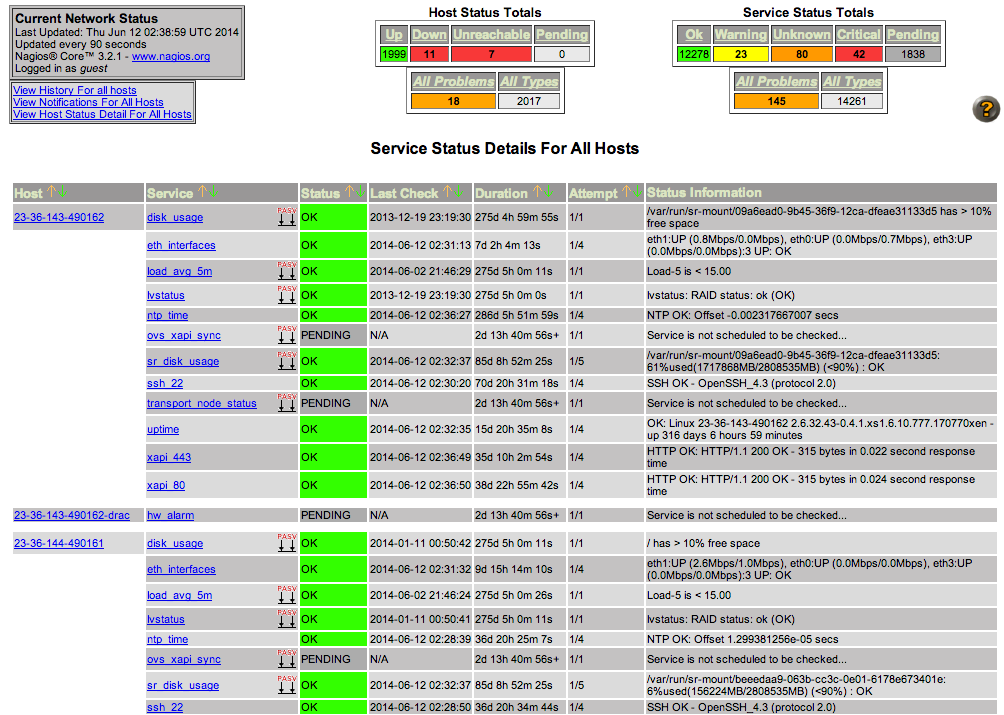 Current Network Status
Last Updated: Thu Jun 12 02:38:59 UTC 2014
Updated every 90 seconds
Nagios® Core™ 3.2.1 - www.nagios.org
Logged in as guest
View History For all hosts
View Notifications For All Hosts
View Host Status Detail For All Hosts
Host Status Totals
Up Down Unreachable Pending
1999 11 7 0
All Problems All Types
18 2017
Service Status Totals
Ok Warning Unknown Critical Pending
12278 23 80 42 1838
All Problems All Types
145 14261
?
Service Status Details For All Hosts
Host Service Status Last Check Duration Attempt Status Information
23-36-143-490162 disk_usage PASV OK 2013-12-19 23:19:30 275d 4h 59m 55s 1/1 /var/run/sr-mount/09a6ead0-9b45-36f9-12ca-dfeae31133d5 has > 10%
free space
eth_interfaces OK 2014-06-12 02:31:13 7d 2h 4m 13s 1/4 eth1:UP (0.8Mbps/0.0Mbps), eth0:UP (0.0Mbps/0.7Mbps), eth3:UP
(0.0Mbps/0.0Mbps):3 UP: OK
load_avg_5m PASV OK 2014-06-02 21:46:29 275d 5h 0m 11s 1/1 Load-5 is < 15.00
lvstatus PASV OK 2013-12-19 23:19:30 275d 5h 0m 0s 1/1 lvstatus: RAID status: ok (OK)
ntp_time OK 2014-06-12 02:36:27 286d 5h 51m 59s 1/4 NTP OK: Offset -0.002317667007 secs
ovs_xapi_sync PASV PENDING N/A 2d 13h 40m 56s+ 1/1 Service is not scheduled to be checked...
sr_disk_usage PASV OK 2014-06-12 02:32:37 85d 8h 52m 25s 1/5 /var/run/sr-mount/09a6ead0-9b45-36f9-12ca-dfeae31133d5:
61%used(1717868MB/2808535MB) (<90%) : OK
ssh_22 OK 2014-06-12 02:30:20 70d 20h 31m 18s 1/4 SSH OK - OpenSSH_4.3 (protocol 2.0)
transport_node_status PASV PENDING N/A 2d 13h 40m 56s+ 1/1 Service is not scheduled to be checked...
uptime OK 2014-06-12 02:32:35 15d 20h 35m 8s 1/4 OK: Linux 23-36-143-490162 2.6.32.43-0.4.1.xs1.6.10.777.170770xen -
up 316 days 6 hours 59 minutes
xapi_443 OK 2014-06-12 02:36:49 35d 10h 2m 54s 1/4 HTTP OK: HTTP/1.1 200 OK - 315 bytes in 0.022 second response
time
xapi_80 OK 2014-06-12 02:36:50 38d 22h 55m 42s 1/4 HTTP OK: HTTP/1.1 200 OK - 315 bytes in 0.024 second response
time
23-36-143-490162-drac hw_alarm PENDING N/A 2d 13h 40m 56s+ 1/1 Service is not scheduled to be checked...
23-36-144-490161 disk_usage PASV OK 2014-01-11 00:50:42 275d 5h 0m 11s 1/1 / has > 10% free space
eth_interfaces OK 2014-06-12 02:31:32 9d 15h 14m 10s 1/4 eth1:UP (2.6Mbps/1.0Mbps), eth0:UP (0.0Mbps/0.0Mbps), eth3:UP
(0.0Mbps/0.0Mbps):3 UP: OK
load_avg_5m PASV OK 2014-06-02 21:46:24 275d 5h 0m 26s 1/1 Load-5 is < 15.00
lvstatus PASV OK 2014-01-11 00:50:41 275d 5h 0m 11s 1/1 lvstatus: RAID status: ok (OK)
ntp_time OK 2014-06-12 02:28:39 36d 20h 25m 7s 1/4 NTP OK: Offset 1.299381256e-05 secs
ovs_xapi_sync PASV PENDING N/A 2d 13h 40m 56s+ 1/1 Service is not scheduled to be checked...
sr_disk_usage PASV OK 2014-06-12 02:32:37 85d 8h 52m 25s 1/5 /var/run/sr-mount/beeedaa9-063b-cc3c-0e01-6178e673401e:
6%used(156224MB/2808535MB) (<90%) : OK
ssh_22 OK 2014-06-12 02:28:50 36d 20h 34m 44s 1/4 SSH OK - OpenSSH_4.3 (protocol 2.0)